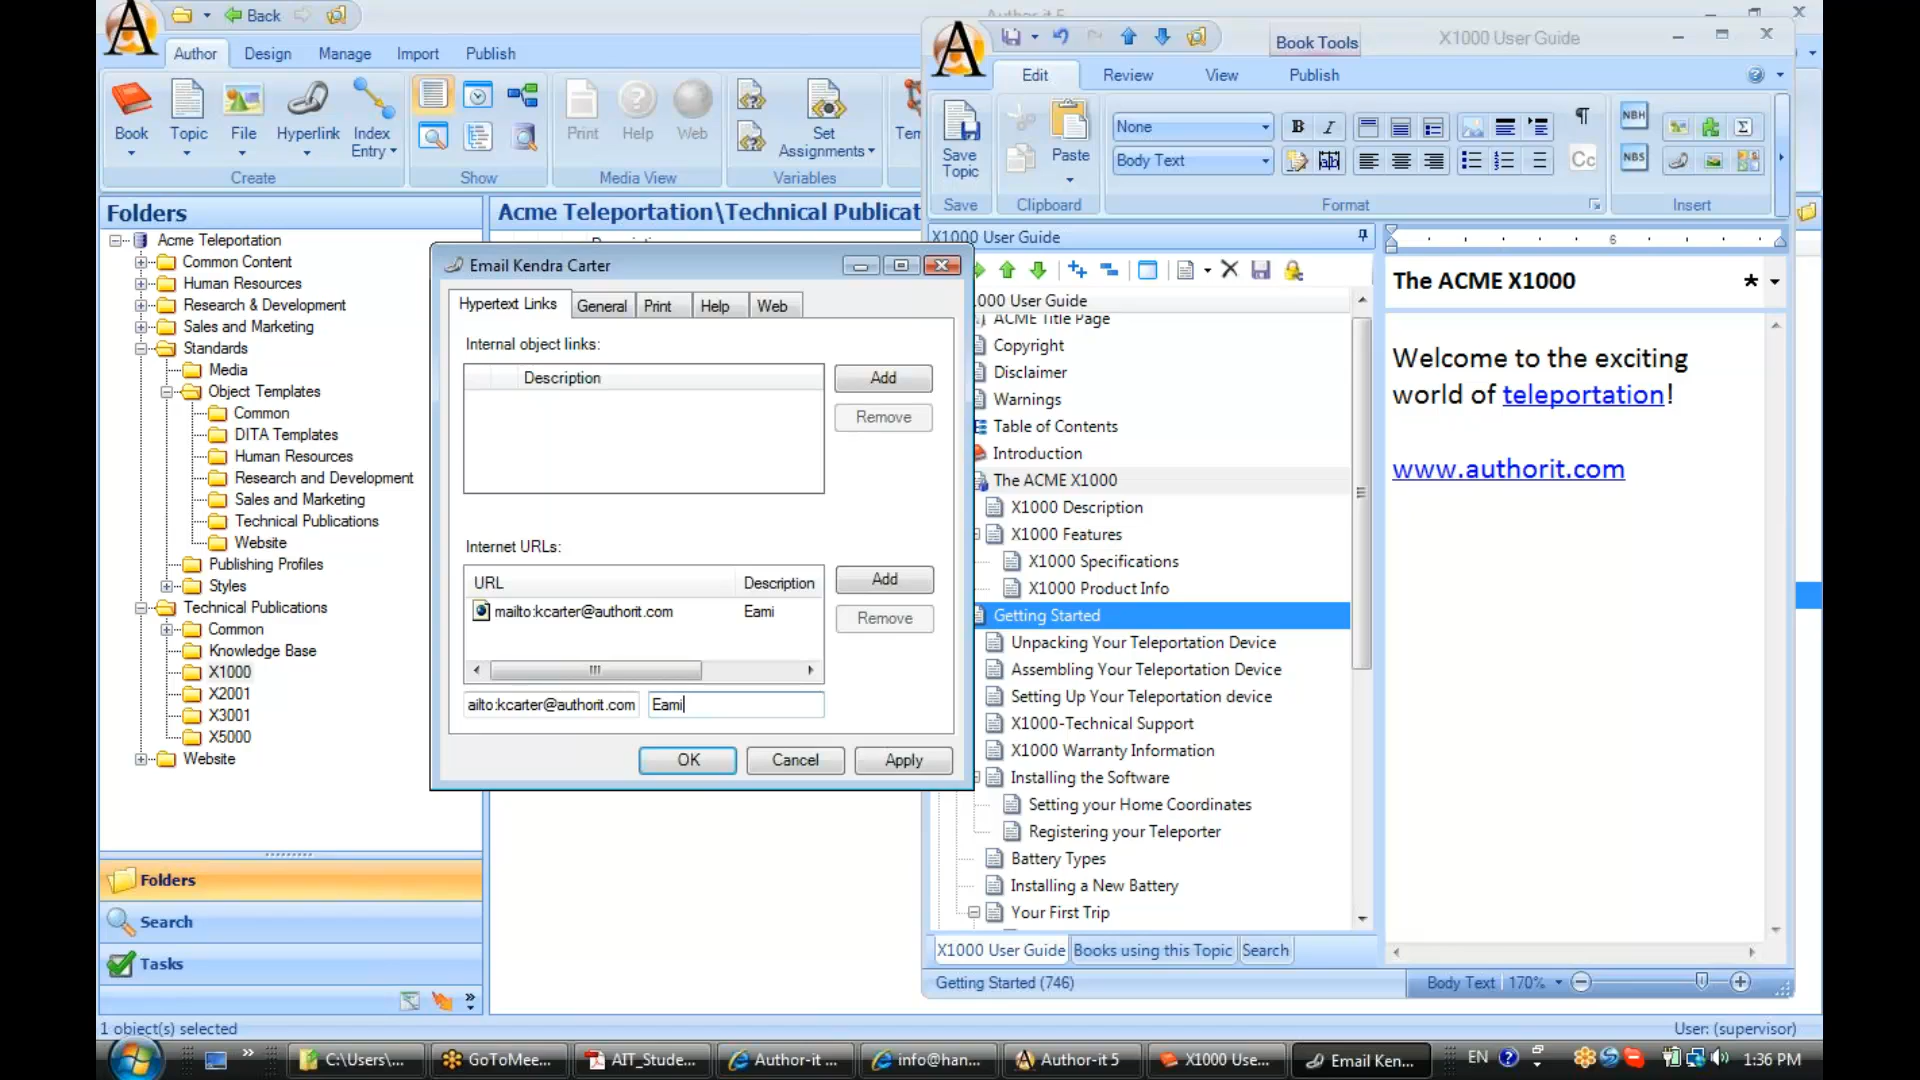 Back
Author-it 5
Author
Design
Manage
Import
Publish
Book
Topic
File
Hyperlink
Index
Entry
Print
Help
Web
Set
Assignments
Create
Show
Media View
Variables
Book Tools
X1000 User Guide
Edit
Review
View
Publish
Save
Topic
Paste
None
Body Text
B
I
NBH
NBS
Cc
Save
Clipboard
Format
Insert
Folders
Acme Teleportation
Common Content
Human Resources
Research & Development
Sales and Marketing
Standards
Media
Object Templates
Common
DITA Templates
Human Resources
Research and Development
Sales and Marketing
Technical Publications
Website
Publishing Profiles
Styles
Technical Publications
Common
Knowledge Base
X1000
X2001
X3001
X5000
Website
Folders
Search
Tasks
1 object(s) selected
Acme Teleportation\Technical Publicat
Email Kendra Carter
Hypertext Links
General
Print
Help
Web
Internal object links:
Description
Add
Remove
Internet URLs:
URL
Description
mailto:kcarter@authorit.com
Eami
Add
Remove
ailto:kcarter@authorit.com
Eami
OK
Cancel
Apply
X1000 User Guide
000 User Guide
ACME Title Page
Copyright
Disclaimer
Warnings
Table of Contents
Introduction
The ACME X1000
X1000 Description
X1000 Features
X1000 Specifications
X1000 Product Info
Getting Started
Unpacking Your Teleportation Device
Assembling Your Teleportation Device
Setting Up Your Teleportation device
X1000-Technical Support
X1000 Warranty Information
Installing the Software
Setting your Home Coordinates
Registering your Teleporter
Battery Types
Installing a New Battery
Your First Trip
X1000 User Guide
Books using this Topic
Search
Getting Started (746)
6
The ACME X1000
Welcome to the exciting
world of teleportation!
www.authorit.com
Body Text
170%
User: (supervisor)
C:\Users\...
GoToMee...
AIT_Stude...
Author-it ...
info@han...
Author-it 5
X1000 Use...
Email Ken...
EN
1:36 PM